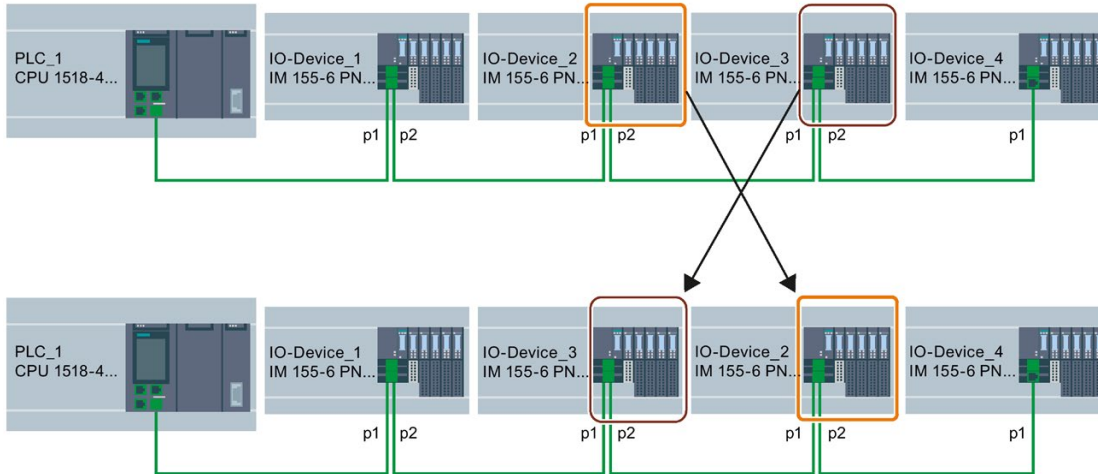 PLC_1
CPU 1518-4...
IO-Device_1
IM 155-6 PN...
IO-Device_2
IM 155-6 PN...
IO-Device_3
IM 155-6 PN...
IO-Device_4
IM 155-6 PN...
p1 p2 p1 p2 p1 p2 p1
PLC_1
CPU 1518-4...
IO-Device_1
IM 155-6 PN...
IO-Device_3
IM 155-6 PN...
IO-Device_2
IM 155-6 PN...
IO-Device_4
IM 155-6 PN...
p1 p2 p1 p2 p1 p2 p1